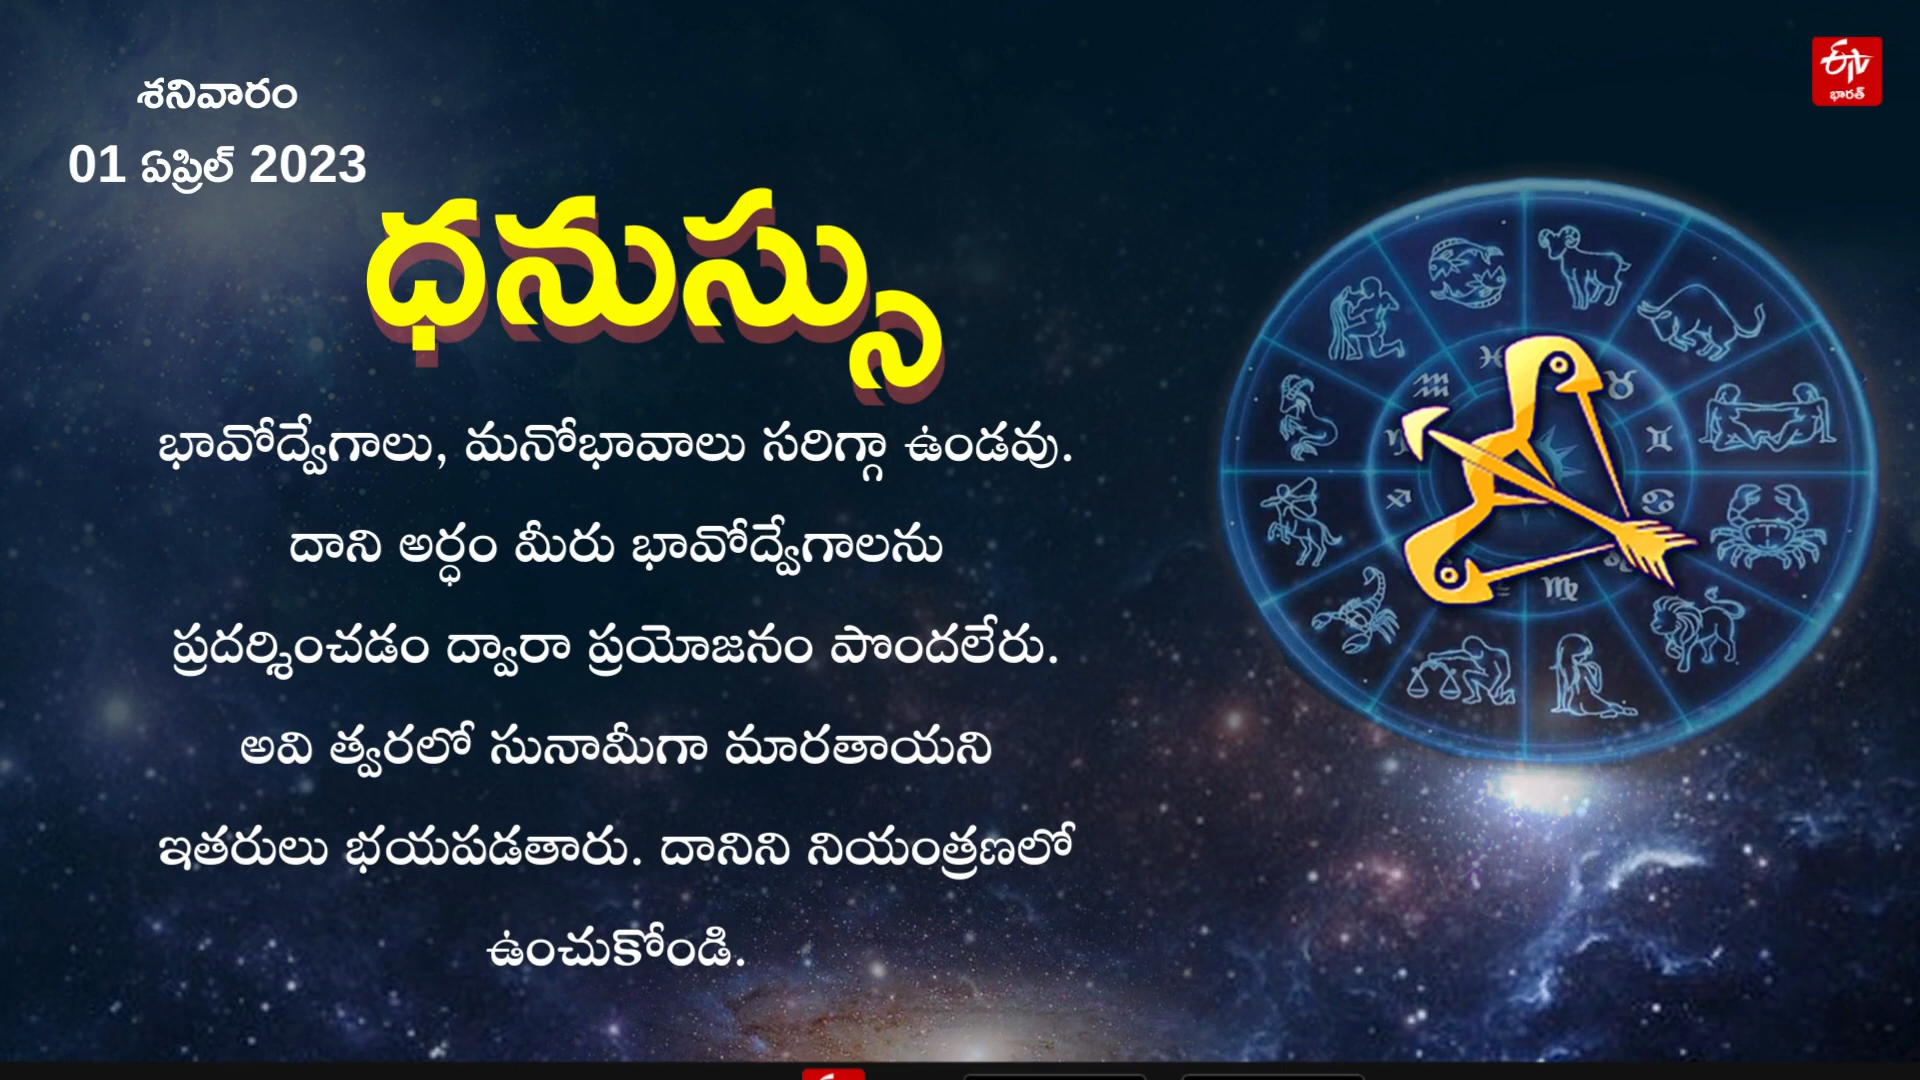 శనివారం
01 ఏప్రిల్ 2023
ETV
భారత్
ధనుస్సు
భావోద్వేగాలు, మనోభావాలు సరిగ్గా ఉండవు.
దాని అర్ధం మీరు భావోద్వేగాలను
ప్రదర్శించడం ద్వారా ప్రయోజనం పొందలేరు.
అవి త్వరలో సునామీగా మారతాయని
ఇతరులు భయపడతారు. దానిని నియంత్రణలో
ఉంచుకోండి.